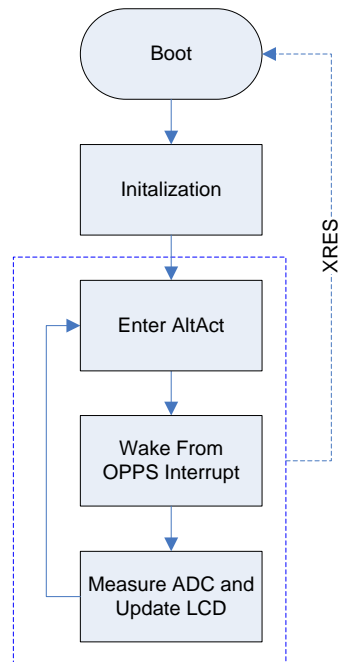 Boot
Initalization
XRES
Enter AltAct
Wake From
OPPS Interrupt
Measure ADC and
Update LCD